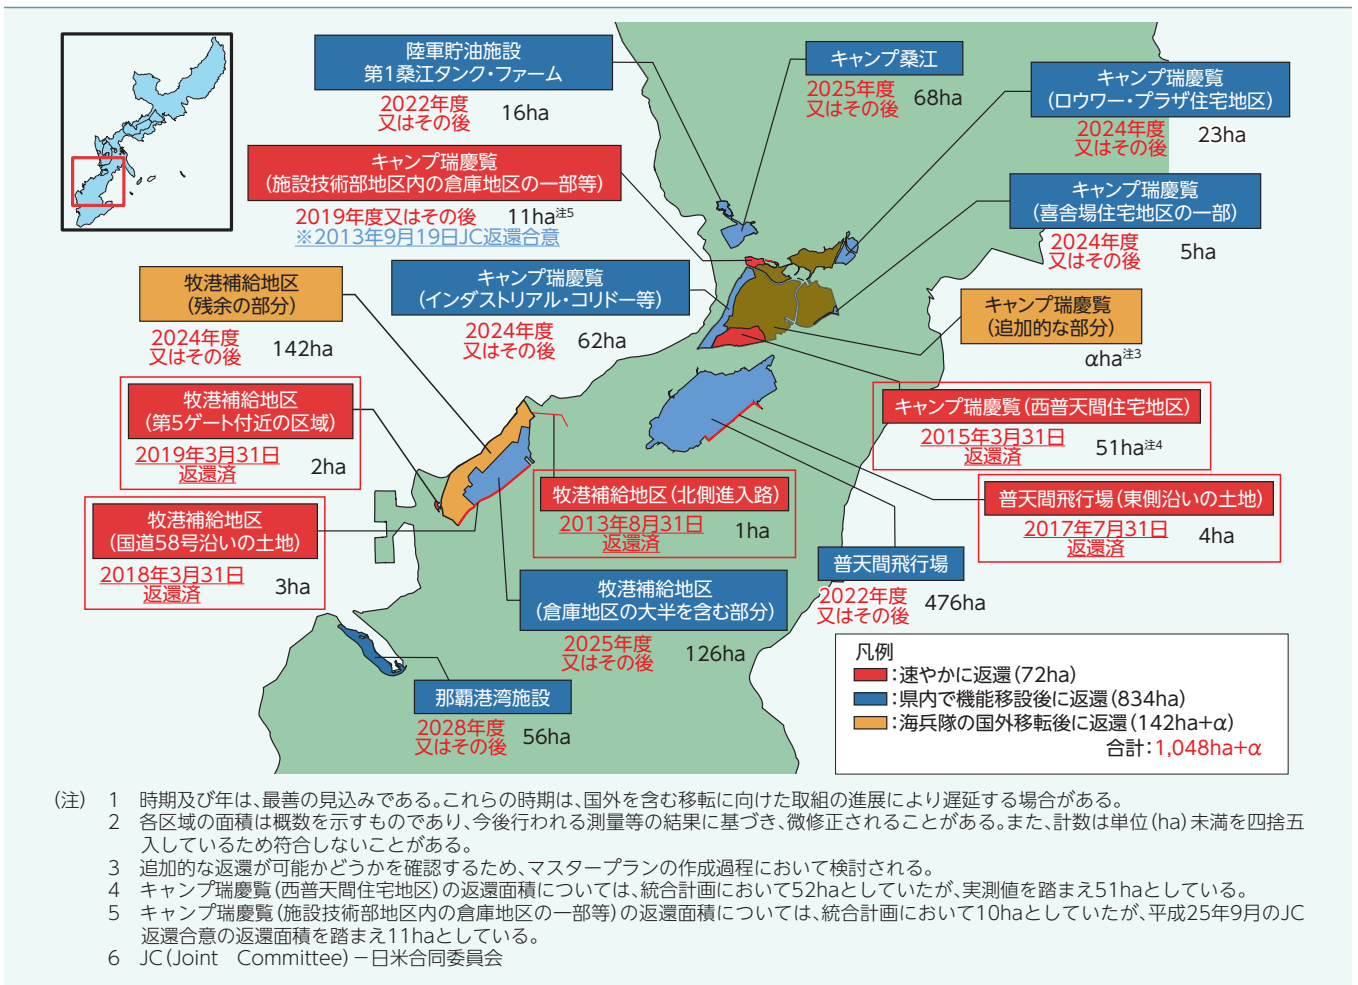 陸軍貯油施設
第1桑江タンク・ファーム
2022年度
又はその後
16ha
キャンプ桑江
2025年度
又はその後
68ha
キャンプ瑞慶覧
(ロウワー・プラザ住宅地区)
2024年度
又はその後
23ha
キャンプ瑞慶覧
(施設技術部地区内の倉庫地区の一部等)
2019年度又はその後 11ha注5
※2013年9月19日JC返還合意
キャンプ瑞慶覧
(喜舎場住宅地区の一部)
2024年度
又はその後
5ha
牧港補給地区
(残余の部分)
2024年度
又はその後
142ha
キャンプ瑞慶覧
(インダストリアル・コリドー等)
2024年度
又はその後
62ha
キャンプ瑞慶覧
(追加的な部分)
αha注3
牧港補給地区
(第5ゲート付近の区域)
2019年3月31日
返還済
2ha
キャンプ瑞慶覧(西普天間住宅地区)
2015年3月31日
返還済
51ha注4
牧港補給地区
(国道58号沿いの土地)
2018年3月31日
返還済
3ha
牧港補給地区(北側進入路)
2013年8月31日
返還済
1ha
普天間飛行場(東側沿いの土地)
2017年7月31日
返還済
4ha
牧港補給地区
(倉庫地区の大半を含む部分)
2025年度
又はその後
126ha
普天間飛行場
2022年度
又はその後
476ha
那覇港湾施設
2028年度
又はその後
56ha
凡例
:速やかに返還(72ha)
:県内で機能移設後に返還(834ha)
:海兵隊の国外移転後に返還(142ha+α)
合計:1,048ha+α
(注) 1 時期及び年は、最善の見込みである。これらの時期は、国外を含む移転に向けた取組の進展により遅延する場合がある。
2 各区域の面積は概数を示すものであり、今後行われる測量等の結果に基づき、微修正されることがある。また、計数は単位(ha)未満を四捨五
入しているため符合しないことがある。
3 追加的な返還が可能かどうかを確認するため、マスタープランの作成過程において検討される。
4 キャンプ瑞慶覧(西普天間住宅地区)の返還面積については、統合計画において52haとしていたが、実測値を踏まえ51haとしている。
5 キャンプ瑞慶覧(施設技術部地区内の倉庫地区の一部等)の返還面積については、統合計画において10haとしていたが、平成25年9月のJC
返還合意の返還面積を踏まえ11haとしている。
6 JC(Joint Committee)-日米合同委員会